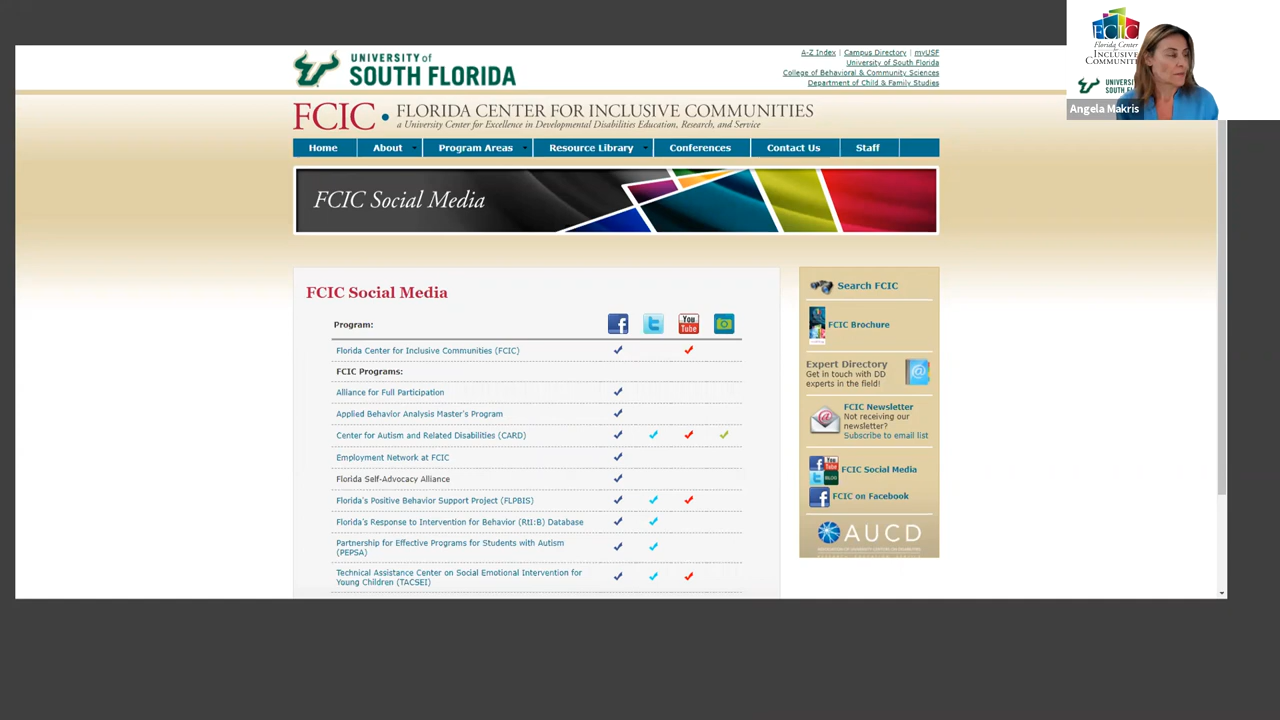 UNIVERSITY of
SOUTH FLORIDA
A-Z Index | Campus Directory | myUSF
University of South Florida
College of Behavioral & Community Sciences
Department of Child & Family Studies
FCIC • FLORIDA CENTER FOR INCLUSIVE COMMUNITIES
a University Center for Excellence in Developmental Disabilities Education, Research, and Service
Home About Program Areas Resource Library Conferences Contact Us Staff
FCIC Social Media
FCIC Social Media
Program: f t You Tube
Florida Center for Inclusive Communities (FCIC)
FCIC Programs:
Alliance for Full Participation
Applied Behavior Analysis Master's Program
Center for Autism and Related Disabilities (CARD)
Employment Network at FCIC
Florida Self-Advocacy Alliance
Florida's Positive Behavior Support Project (FLPBIS)
Florida's Response to Intervention for Behavior (RtI:B) Database
Partnership for Effective Programs for Students with Autism
(PEPSA)
Technical Assistance Center on Social Emotional Intervention for
Young Children (TACSEI)
Search FCIC
FCIC Brochure
Expert Directory
Get in touch with DD
experts in the field!
FCIC Newsletter
Not receiving our
newsletter?
Subscribe to email list
FCIC Social Media
FCIC on Facebook
AUCD
FCIC
Florida Center
for
INCLUSIVE
Angela Makris